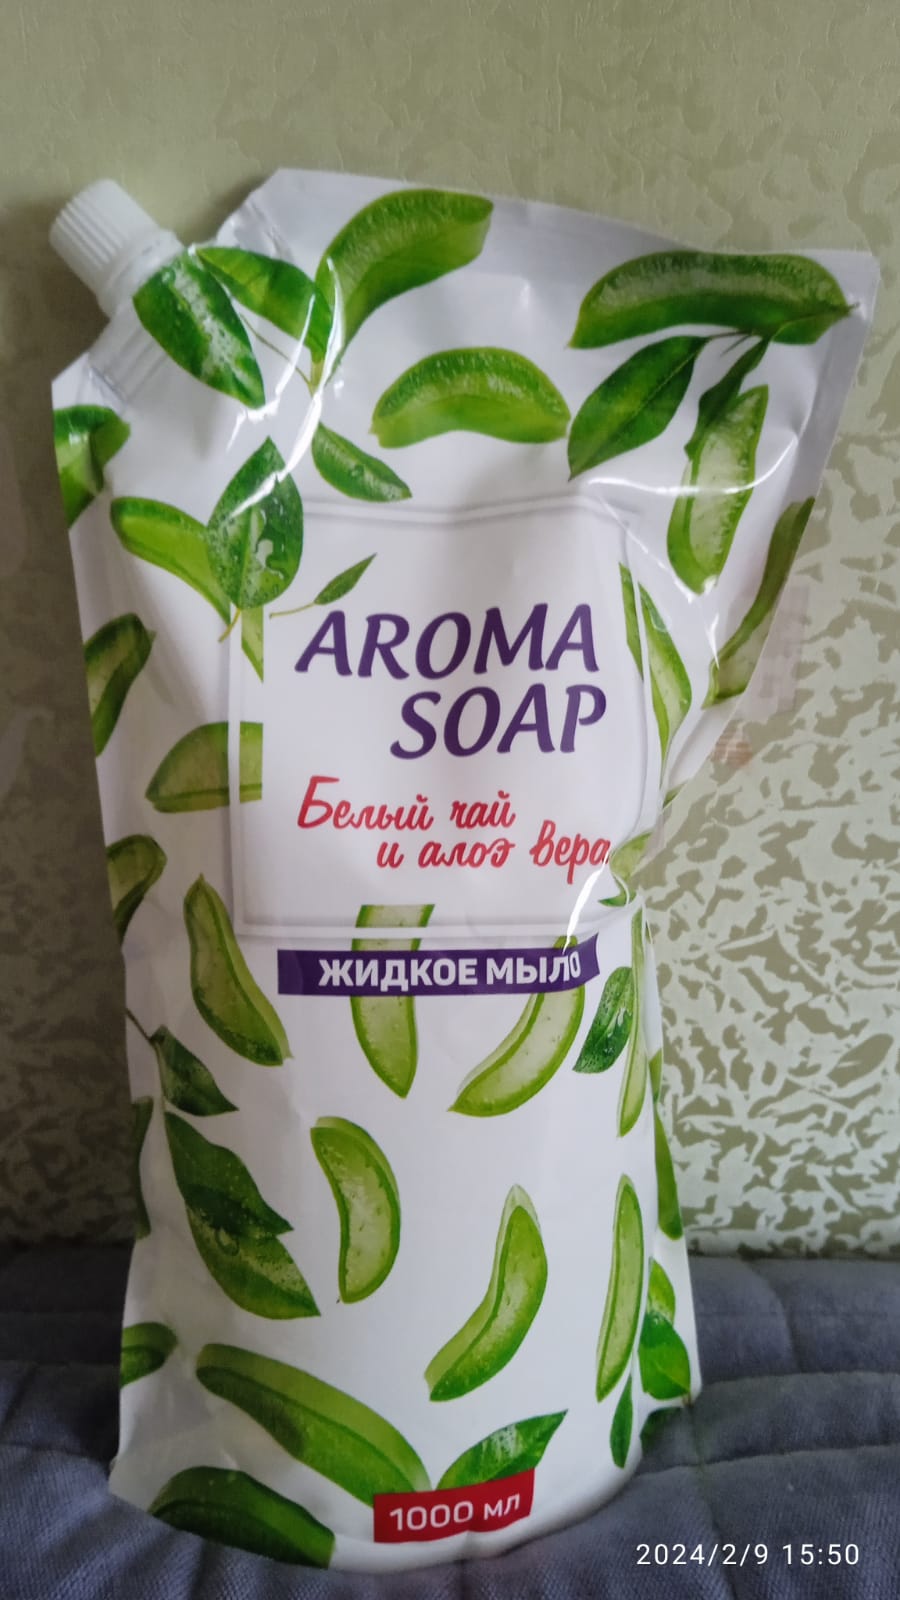 AROMA
SOAP
Белый чай
и алоэ вера
ЖИДКОЕ МЫЛО
1000 мл
2024/2/9 15:50